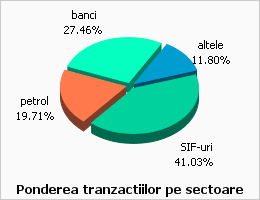 banci
27.46%
altele
11.80%
petrol
19.71%
SIF-uri
41.03%
Ponderea tranzactiilor pe sectoare